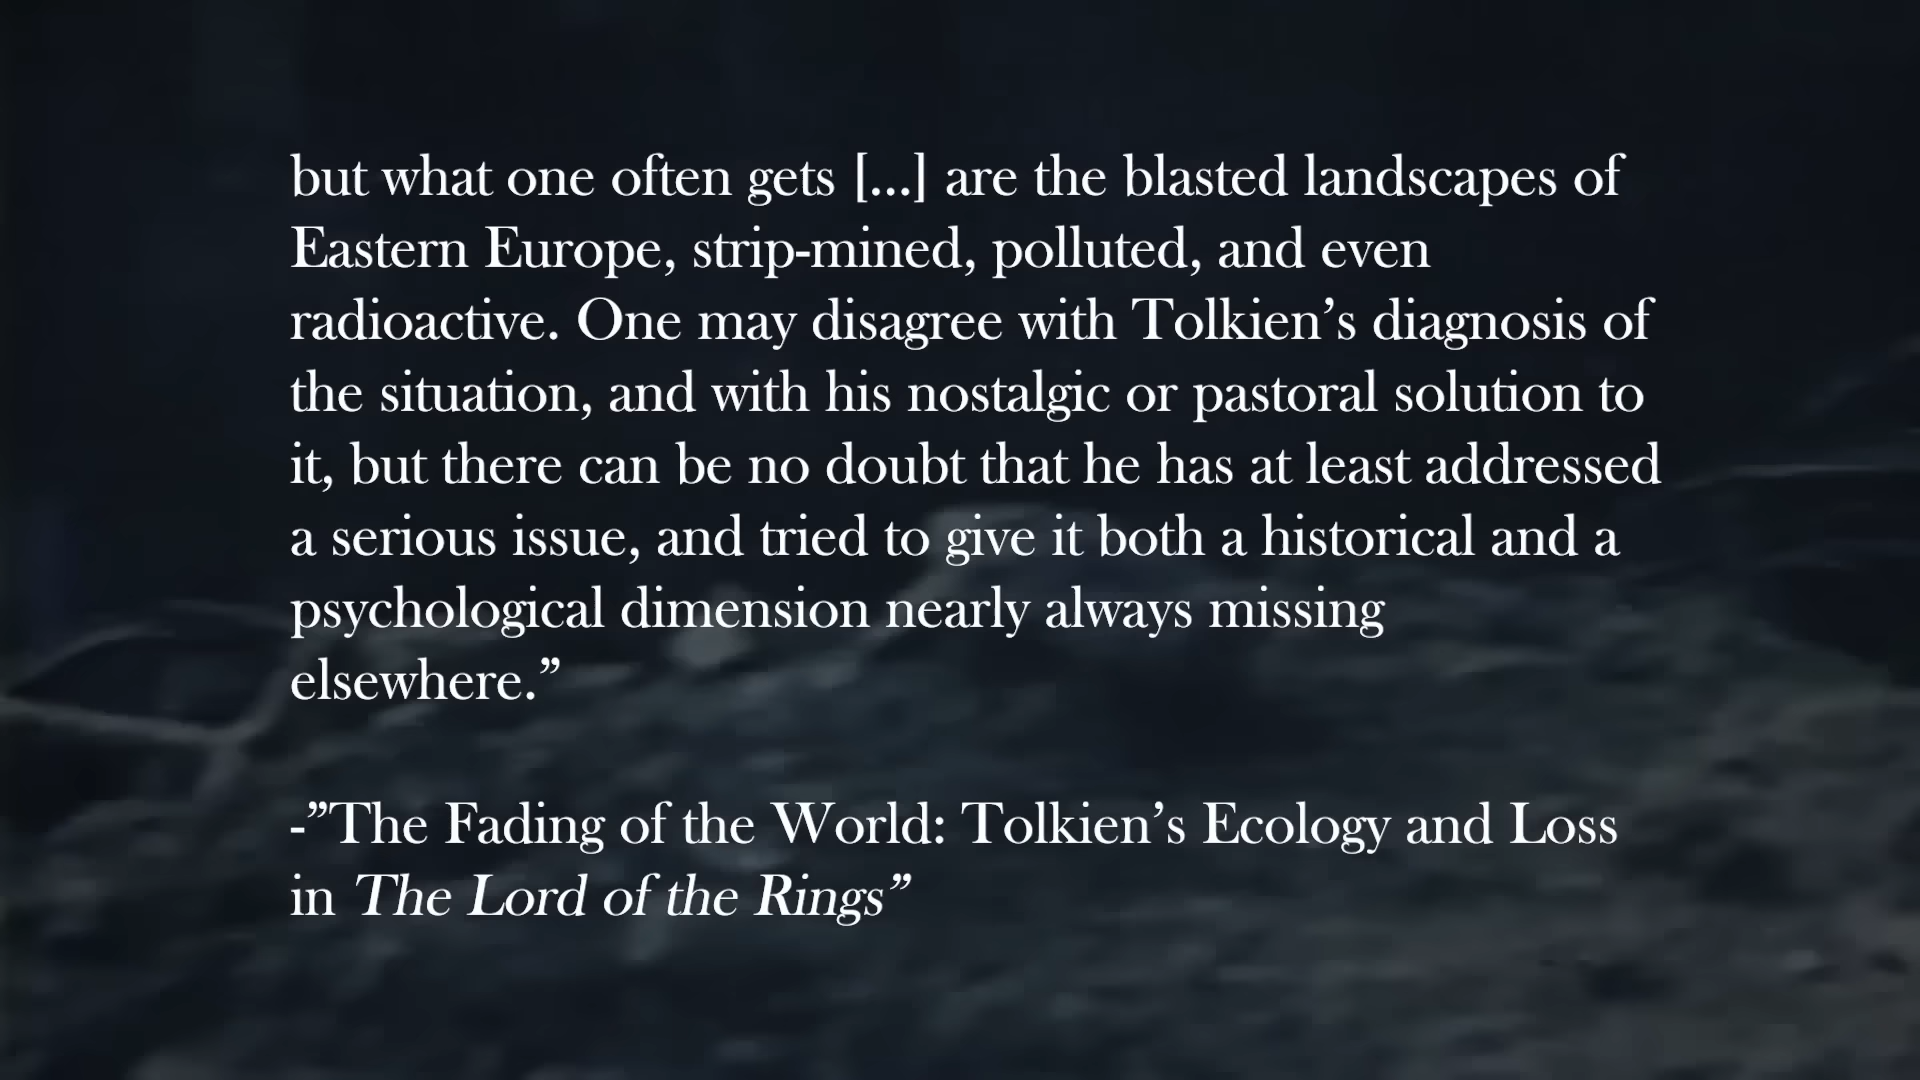 but what one often gets [...] are the blasted landscapes of
Eastern Europe, strip-mined, polluted, and even
radioactive. One may disagree with Tolkien’s diagnosis of
the situation, and with his nostalgic or pastoral solution to
it, but there can be no doubt that he has at least addressed
a serious issue, and tried to give it both a historical and a
psychological dimension nearly always missing
elsewhere.”
-”The Fading of the World: Tolkien’s Ecology and Loss
in The Lord of the Rings”